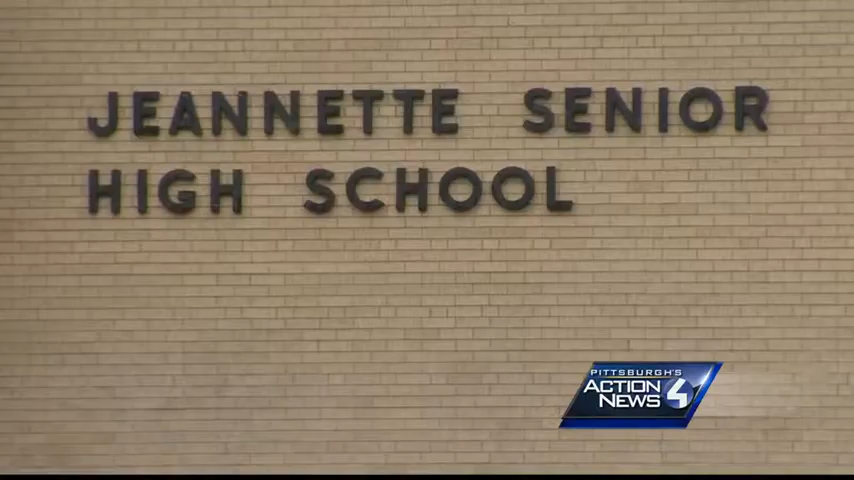 JEANNETTE SENIOR
HIGH SCHOOL
PITTSBURGH'S
ACTION 4
NEWS